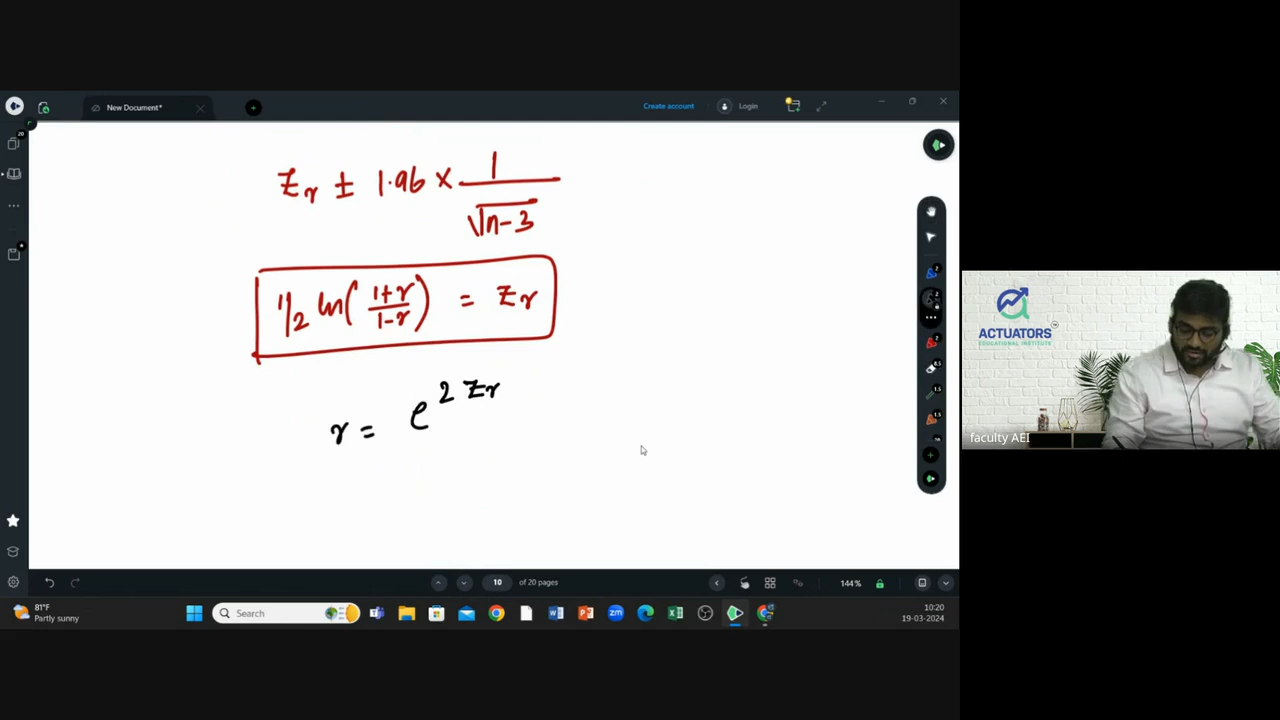 New Document*
Create account
Login
20
Zr ± 1.96 × 1/√n-3
1/2 ln(1+r/1-r) = Zr
r = e^2Zr
ACTUATORS
EDUCATIONAL INSTITUTE
faculty AEI
10 of 20 pages
144%
81°F
Partly sunny
Search
10:20
19-03-2024